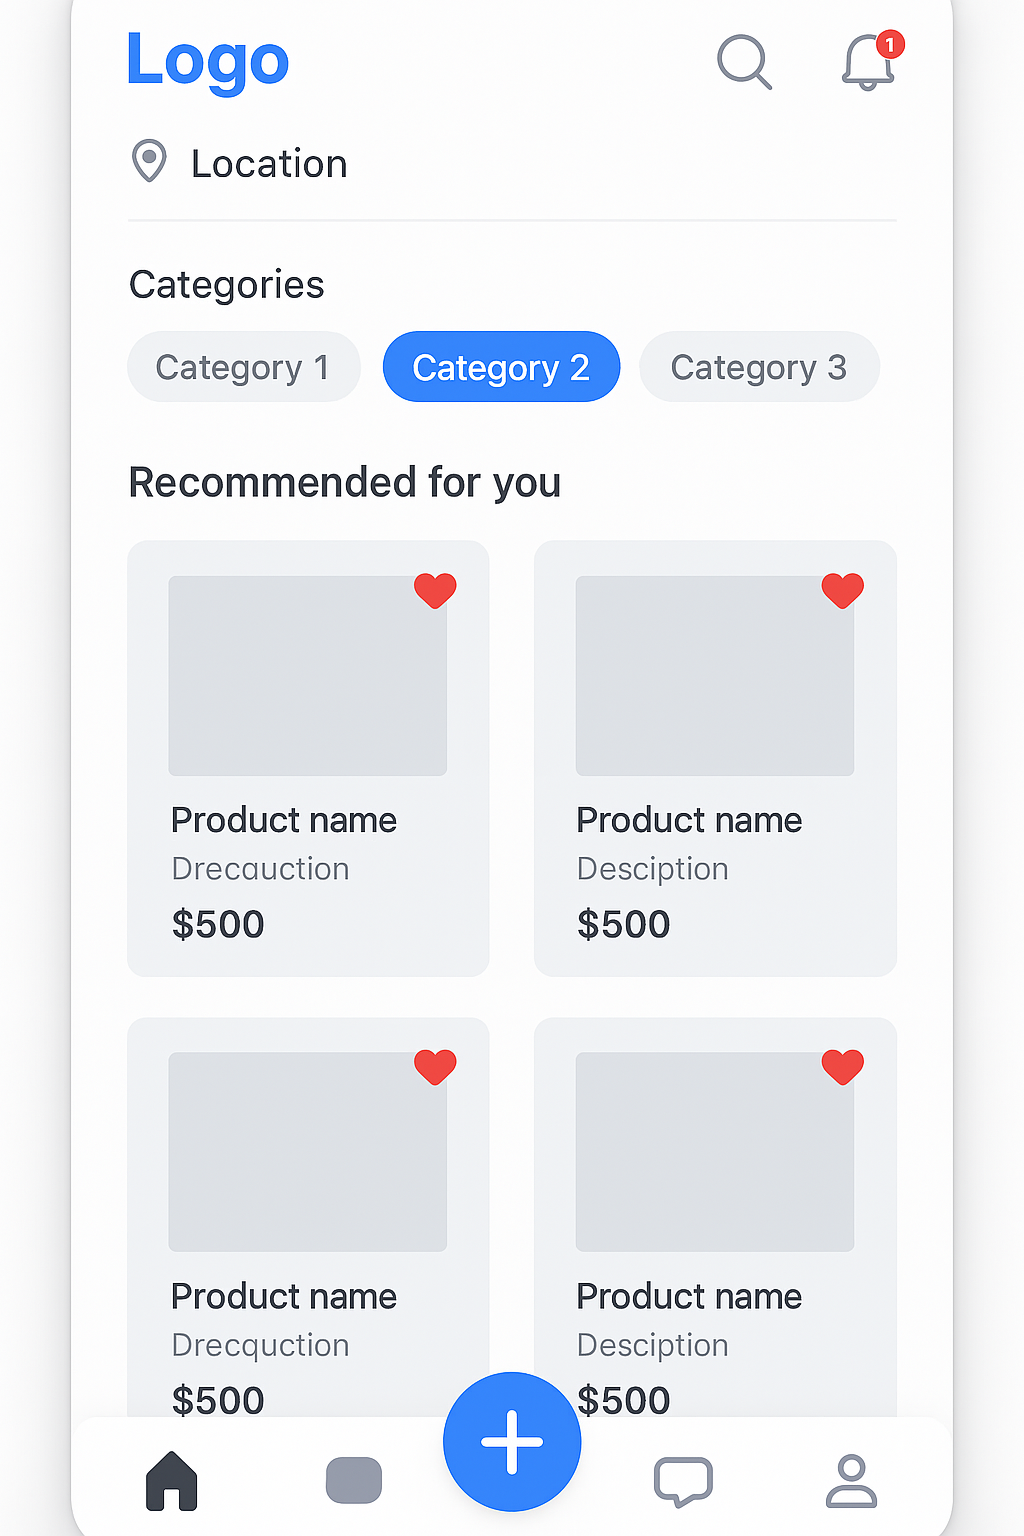 Logo
1
Location
Categories
Category 1 Category 2 Category 3
Recommended for you
Product name
Drecauction
$500
Product name
Desciption
$500
Product name
Drecquction
$500
Product name
Desciption
$500